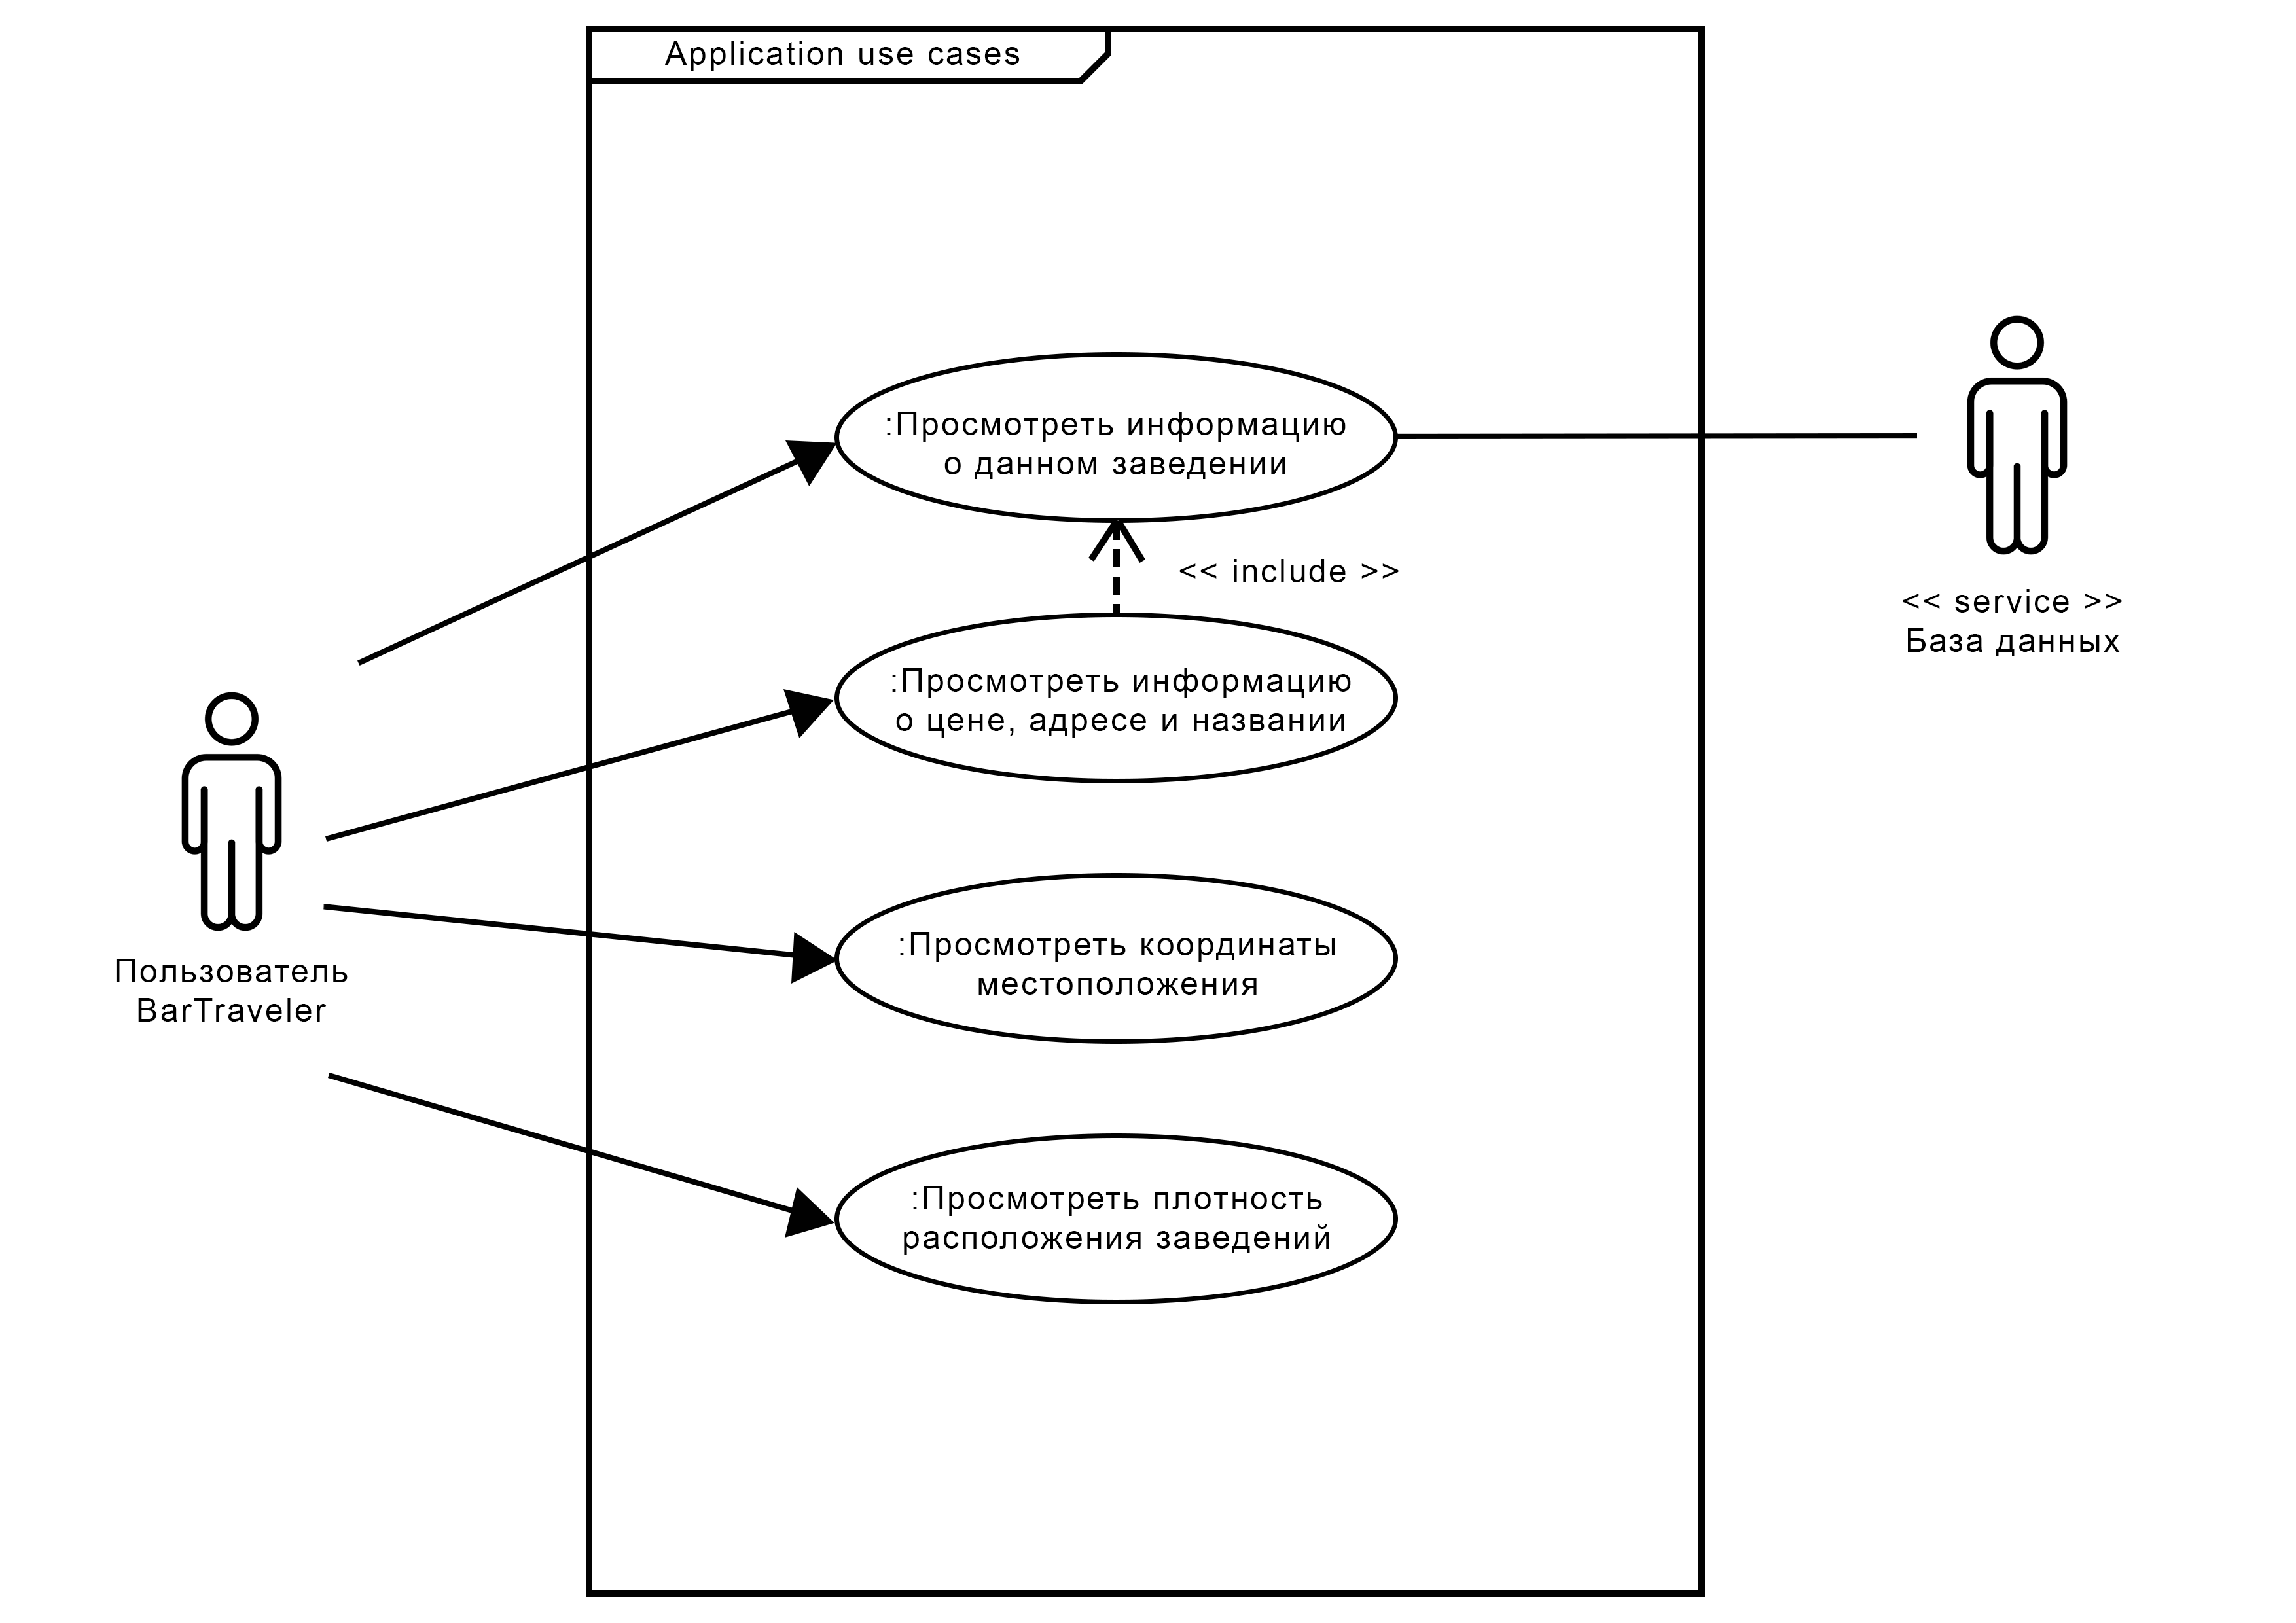 Application use cases
:Просмотреть информацию
о данном заведении
<< include >>
<< service >>
База данных
:Просмотреть информацию
о цене, адресе и названии
Пользователь
BarTraveler
:Просмотреть координаты
местоположения
:Просмотреть плотность
расположения заведений